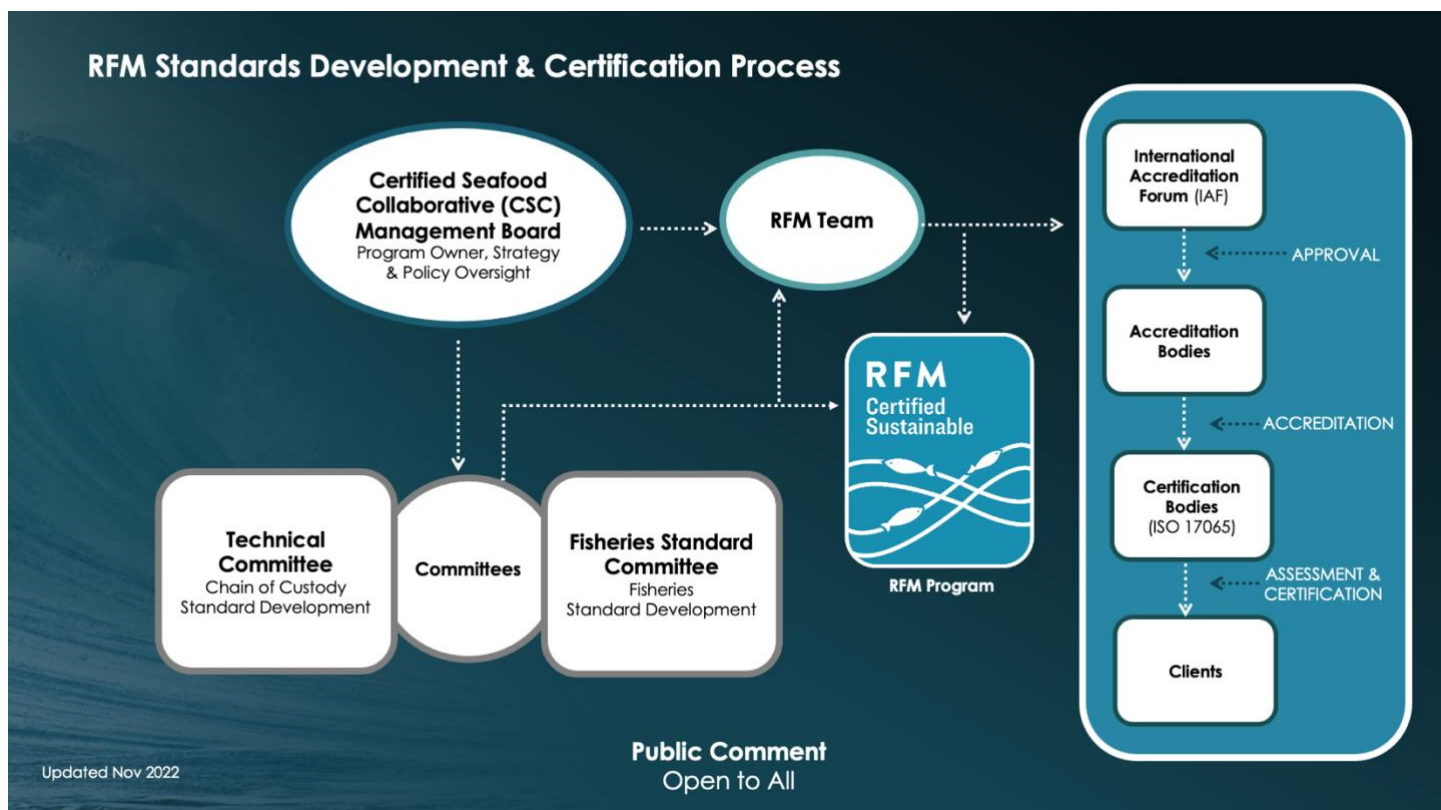 RFM Standards Development & Certification Process
Certified Seafood
Collaborative (CSC)
Management Board
Program Owner, Strategy
& Policy Oversight
RFM Team
International
Accreditation
Forum (IAF)
APPROVAL
Accreditation
Bodies
ACCREDITATION
Certification
Bodies
(ISO 17065)
ASSESSMENT &
CERTIFICATION
Clients
RFM
Certified
Sustainable
RFM Program
Technical
Committee
Chain of Custody
Standard Development
Committees
Fisheries Standard
Committee
Fisheries
Standard Development
Public Comment
Open to All
Updated Nov 2022